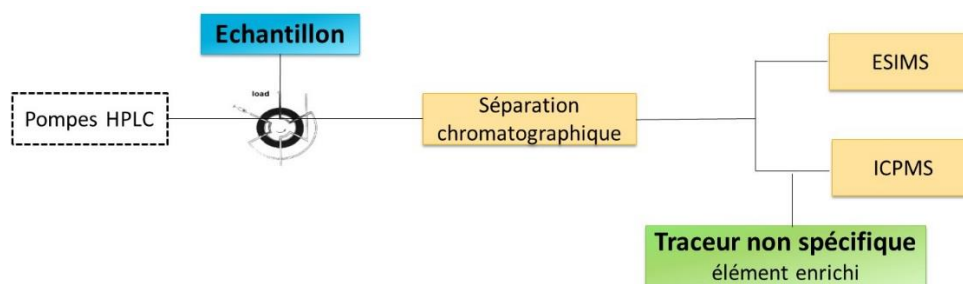 Echantillon
ESIMS
load
Pompes HPLC
Séparation
chromatographique
ICPMS
Traceur non spécifique
élément enrichi